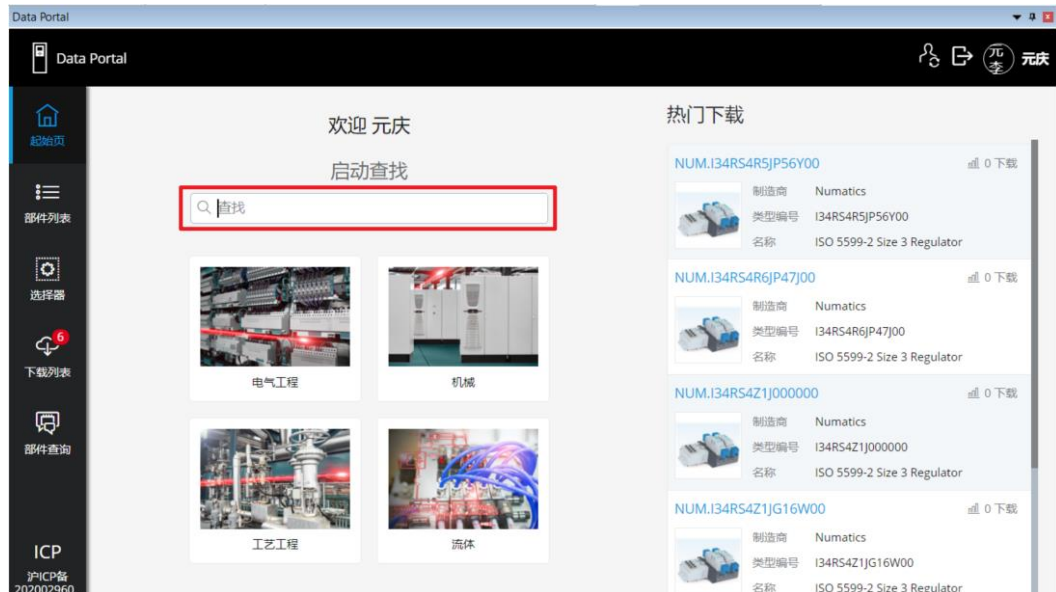 Data Portal
Data Portal
元李
元庆
起始页
部件列表
选择器
6
下载列表
部件查询
ICP
沪ICP备
202002960
欢迎 元庆
启动查找
查找
电气工程
机械
工艺工程
流体
热门下载
NUM.I34RS4R5JP56Y00
0 下载
制造商 Numatics
类型编号 I34RS4R5JP56Y00
名称 ISO 5599-2 Size 3 Regulator
NUM.I34RS4R6JP47J00
0 下载
制造商 Numatics
类型编号 I34RS4R6JP47J00
名称 ISO 5599-2 Size 3 Regulator
NUM.I34RS4Z1J000000
0 下载
制造商 Numatics
类型编号 I34RS4Z1J000000
名称 ISO 5599-2 Size 3 Regulator
NUM.I34RS4Z1JG16W00
0 下载
制造商 Numatics
类型编号 I34RS4Z1JG16W00
名称 ISO 5599-2 Size 3 Regulator